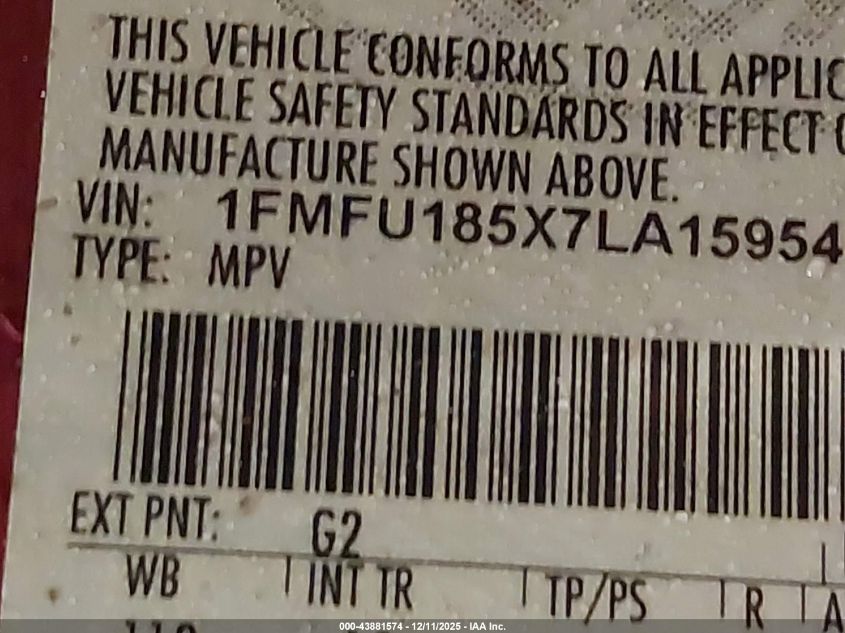 THIS VEHICLE CONFORMS TO ALL APPLIC
VEHICLE SAFETY STANDARDS IN EFFECT
MANUFACTURE SHOWN ABOVE.
VIN: 1FMFU185X7LA15954
TYPE: MPV
EXT PNT: G2
WB INT TR TP/PS R A
000-43881574 - 12/11/2025 - IAA Inc.